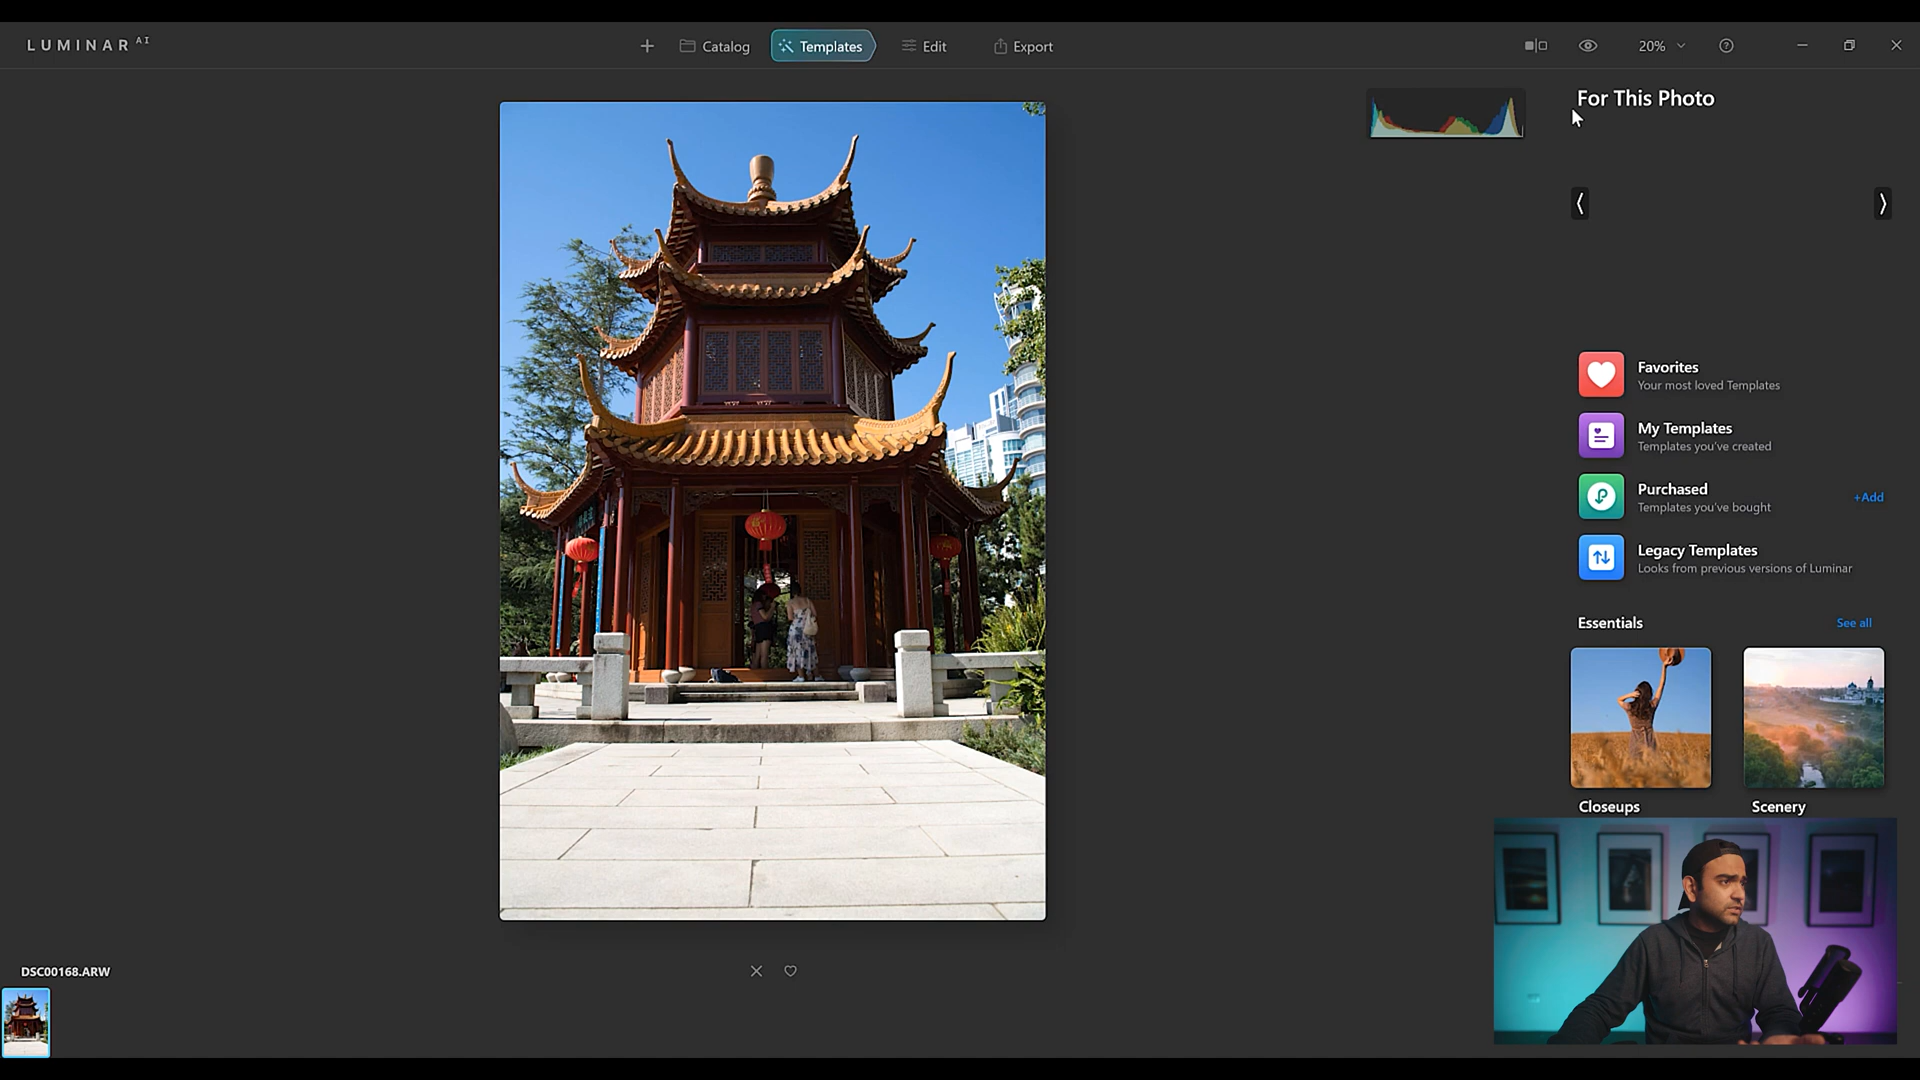 LUMINAR AI
Catalog
Templates
Edit
Export
20%
For This Photo
Favorites
Your most loved Templates
My Templates
Templates you've created
Purchased
Templates you've bought
+Add
Legacy Templates
Looks from previous versions of Luminar
Essentials
See all
Closeups
Scenery
DSC00168.ARW